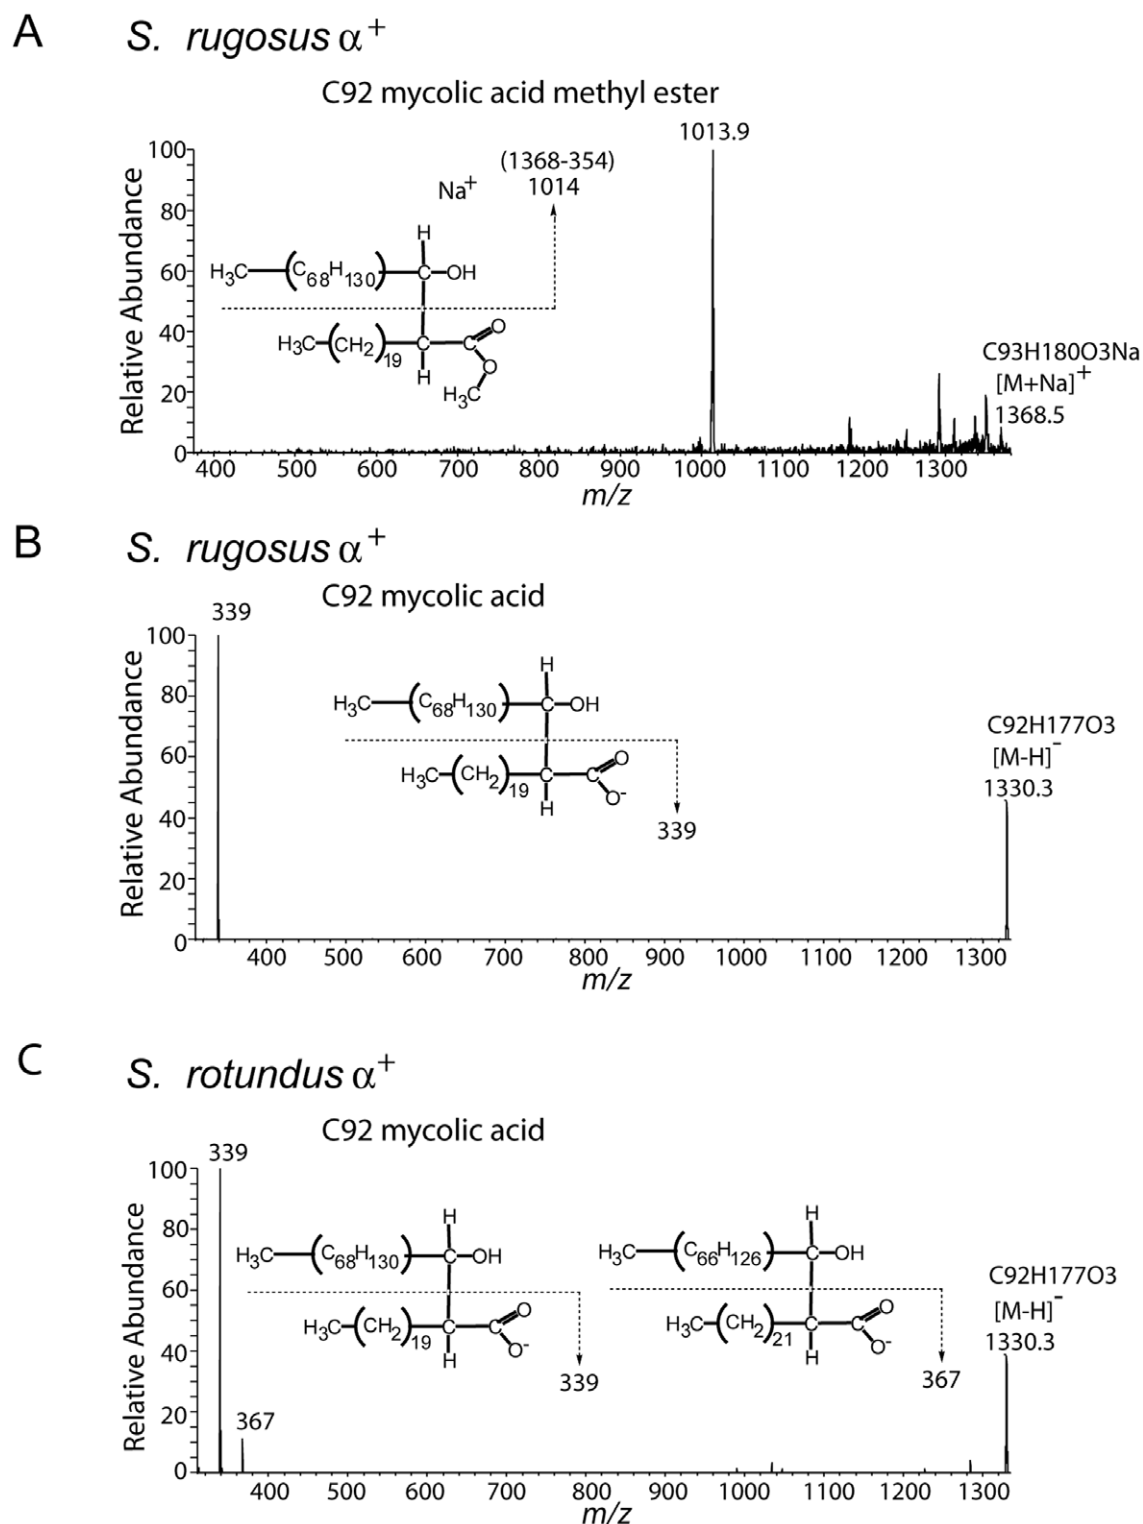 A
S. rugosus α+
C92 mycolic acid methyl ester
1013.9
(1368-354)
1014
Na+
H
H3C (C68H130) C OH
H3C (CH2)19 C C O
H O
H3C
C93H180O3Na
[M+Na]+
1368.5
Relative Abundance
100
80
60
40
20
0
400 500 600 700 800 900 1000 1100 1200 1300
m/z
B
S. rugosus α+
C92 mycolic acid
339
H
H3C (C68H130) C OH
H3C (CH2)19 C C O
H O-
339
C92H177O3
[M-H]-
1330.3
Relative Abundance
100
80
60
40
20
0
400 500 600 700 800 900 1000 1100 1200 1300
m/z
C
S. rotundus α+
C92 mycolic acid
339
367
H
H3C (C68H130) C OH
H3C (CH2)19 C C O
H O-
339
H
H3C (C66H126) C OH
H3C (CH2)21 C C O
H O-
367
C92H177O3
[M-H]-
1330.3
Relative Abundance
100
80
60
40
20
0
400 500 600 700 800 900 1000 1100 1200 1300
m/z